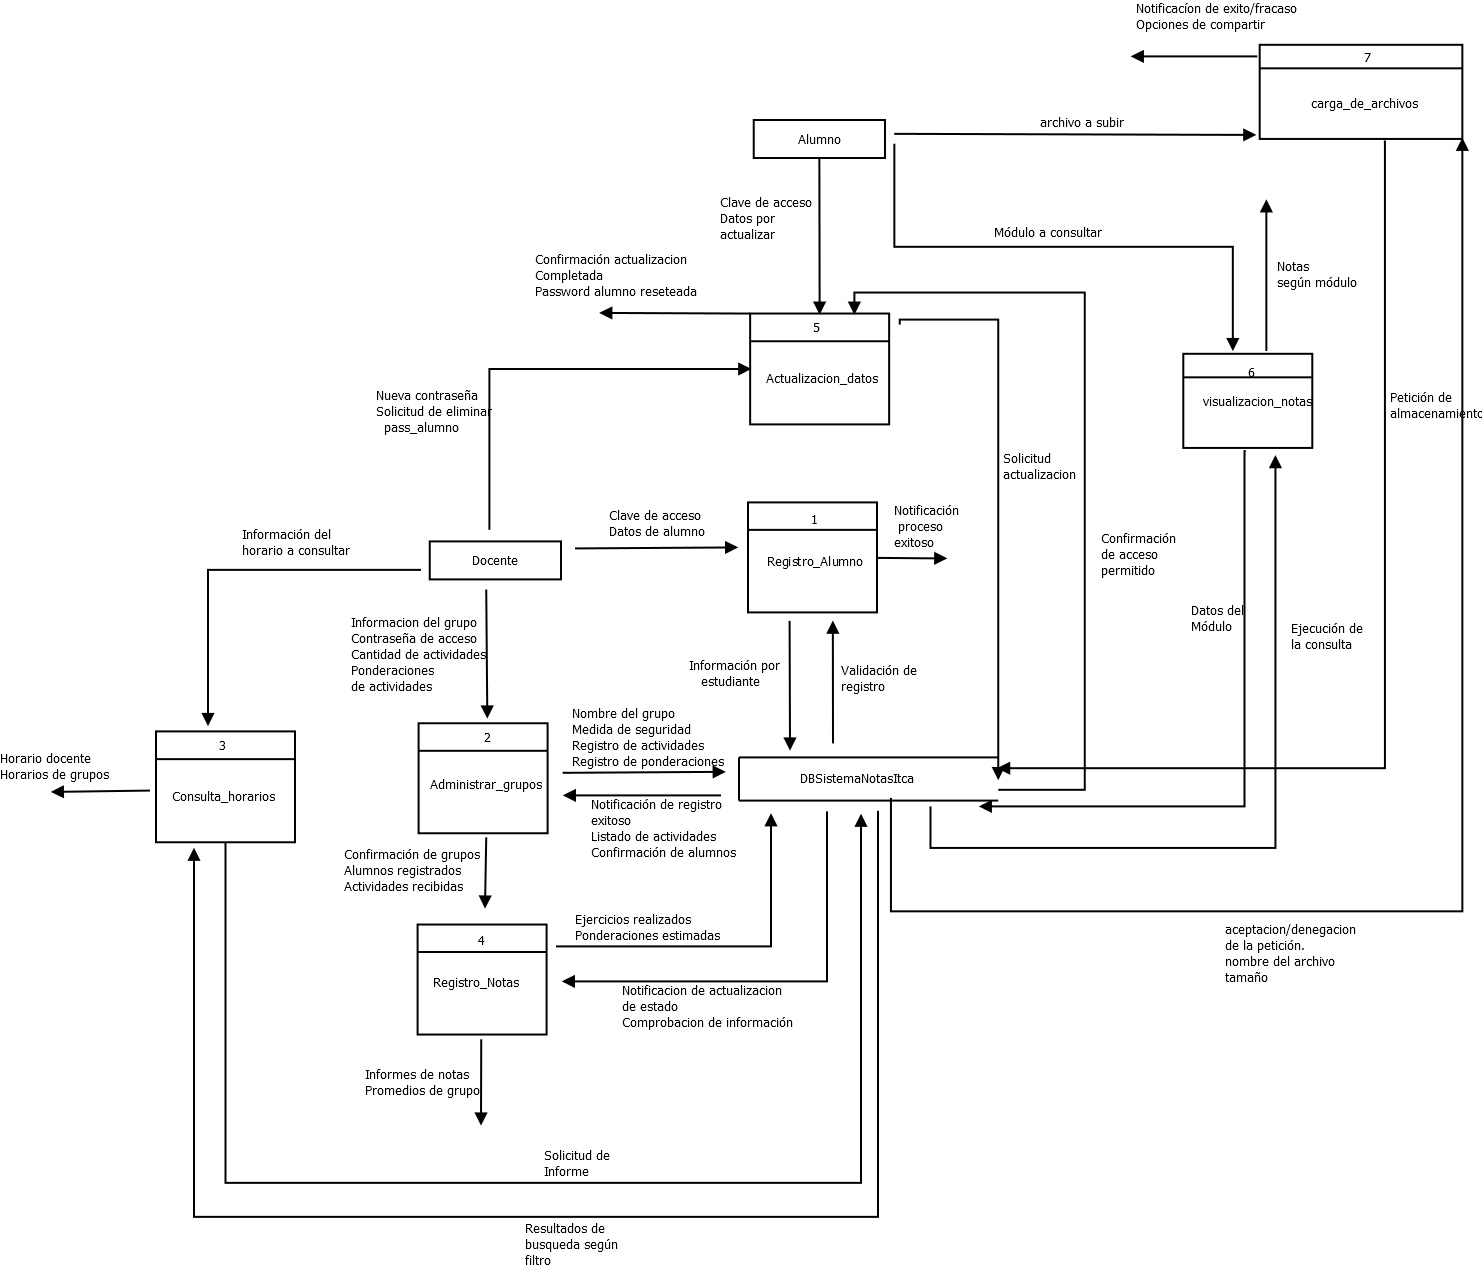 Notificacíon de exito/fracaso
Opciones de compartir
7
carga_de_archivos
archivo a subir
Alumno
Clave de acceso
Datos por
actualizar
Módulo a consultar
Confirmación actualizacion
Completada
Password alumno reseteada
Notas
según módulo
5
Actualizacion_datos
6
visualizacion_notas
Nueva contraseña
Solicitud de eliminar
pass_alumno
Petición de
almacenamiento
Solicitud
actualizacion
Clave de acceso
Datos de alumno
1
Registro_Alumno
Notificación
proceso
exitoso
Información del
horario a consultar
Docente
Confirmación
de acceso
permitido
Informacion del grupo
Contraseña de acceso
Cantidad de actividades
Ponderaciones
de actividades
Datos del
Módulo
Ejecución de
la consulta
Información por
estudiante
Validación de
registro
Nombre del grupo
Medida de seguridad
Registro de actividades
Registro de ponderaciones
3
Consulta_horarios
Horario docente
Horarios de grupos
2
Administrar_grupos
DBSistemaNotasItca
Notificación de registro
exitoso
Listado de actividades
Confirmación de alumnos
Confirmación de grupos
Alumnos registrados
Actividades recibidas
Ejercicios realizados
Ponderaciones estimadas
4
Registro_Notas
aceptacion/denegacion
de la petición.
nombre del archivo
tamaño
Notificacion de actualizacion
de estado
Comprobacion de información
Informes de notas
Promedios de grupo
Solicitud de
Informe
Resultados de
busqueda según
filtro